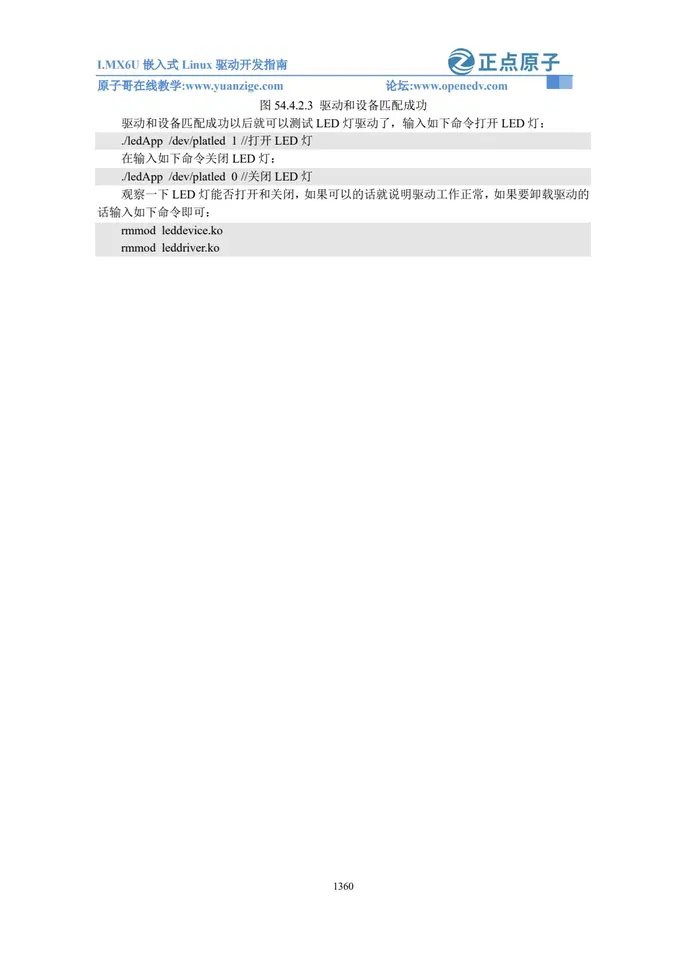 I.MX6U 嵌入式 Linux 驱动开发指南
正点原子
原子哥在线教学:www.yuanzige.com 论坛:www.openedv.com
图 54.4.2.3 驱动和设备匹配成功
驱动和设备匹配成功以后就可以测试 LED 灯驱动了，输入如下命令打开 LED 灯：
./ledApp /dev/platled 1 //打开 LED 灯
在输入如下命令关闭 LED 灯：
./ledApp /dev/platled 0 //关闭 LED 灯
观察一下 LED 灯能否打开和关闭，如果可以的话就说明驱动工作正常，如果要卸载驱动的
话输入如下命令即可：
rmmod leddevice.ko
rmmod leddriver.ko
1360